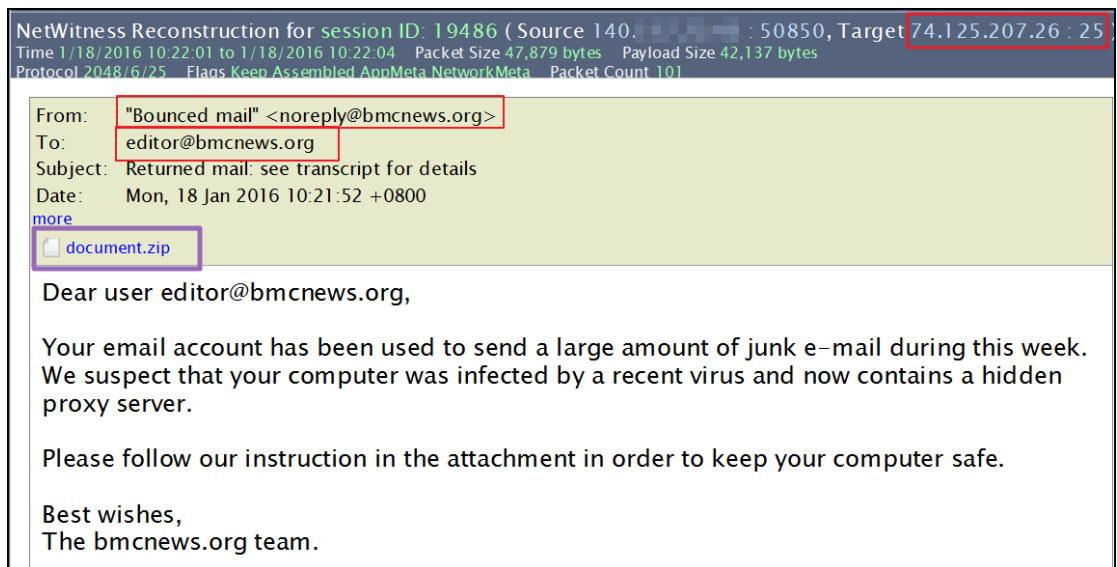 NetWitness Reconstruction for session ID: 19486 ( Source 140. : 50850, Target 74.125.207.26 : 25 )
Time 1/18/2016 10:22:01 to 1/18/2016 10:22:04 Packet Size 47,879 bytes Payload Size 42,137 bytes
Protocol 2048/6/25 Flags Keep Assembled AppMeta NetworkMeta Packet Count 101
From: "Bounced mail" <noreply@bmcnews.org>
To: editor@bmcnews.org
Subject: Returned mail: see transcript for details
Date: Mon, 18 Jan 2016 10:21:52 +0800
more
document.zip
Dear user editor@bmcnews.org,
Your email account has been used to send a large amount of junk e-mail during this week.
We suspect that your computer was infected by a recent virus and now contains a hidden
proxy server.
Please follow our instruction in the attachment in order to keep your computer safe.
Best wishes,
The bmcnews.org team.